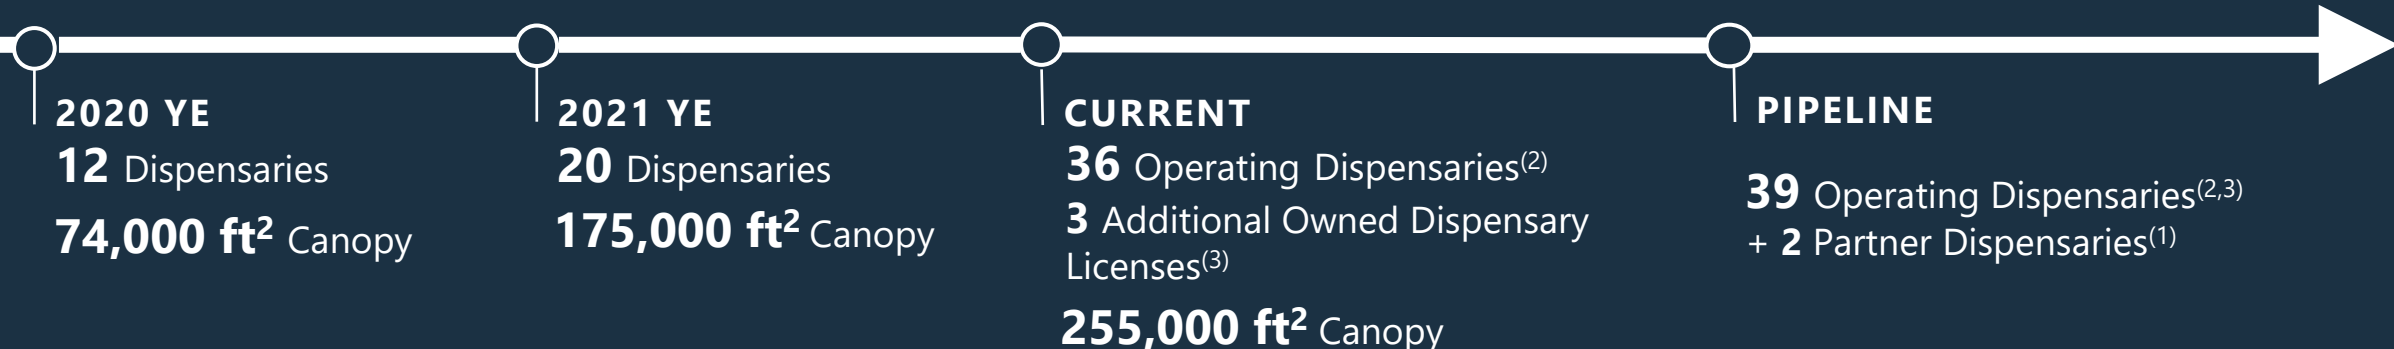 2020 YE
12 Dispensaries
74,000 ft² Canopy
2021 YE
20 Dispensaries
175,000 ft² Canopy
CURRENT
36 Operating Dispensaries⁽²⁾
3 Additional Owned Dispensary
Licenses⁽³⁾
255,000 ft² Canopy
PIPELINE
39 Operating Dispensaries⁽²,³⁾
+ 2 Partner Dispensaries⁽¹⁾